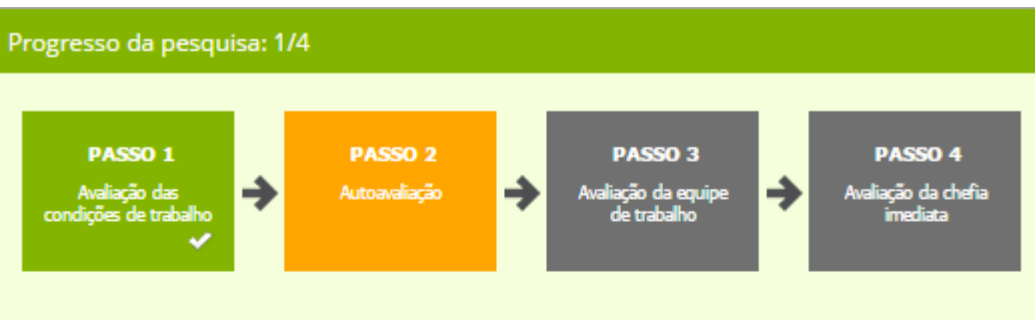 Progresso da pesquisa: 1/4
PASSO 1
Avaliação das
condições de trabalho
PASSO 2
Autoavaliação
PASSO 3
Avaliação da equipe
de trabalho
PASSO 4
Avaliação da chefia
imediata